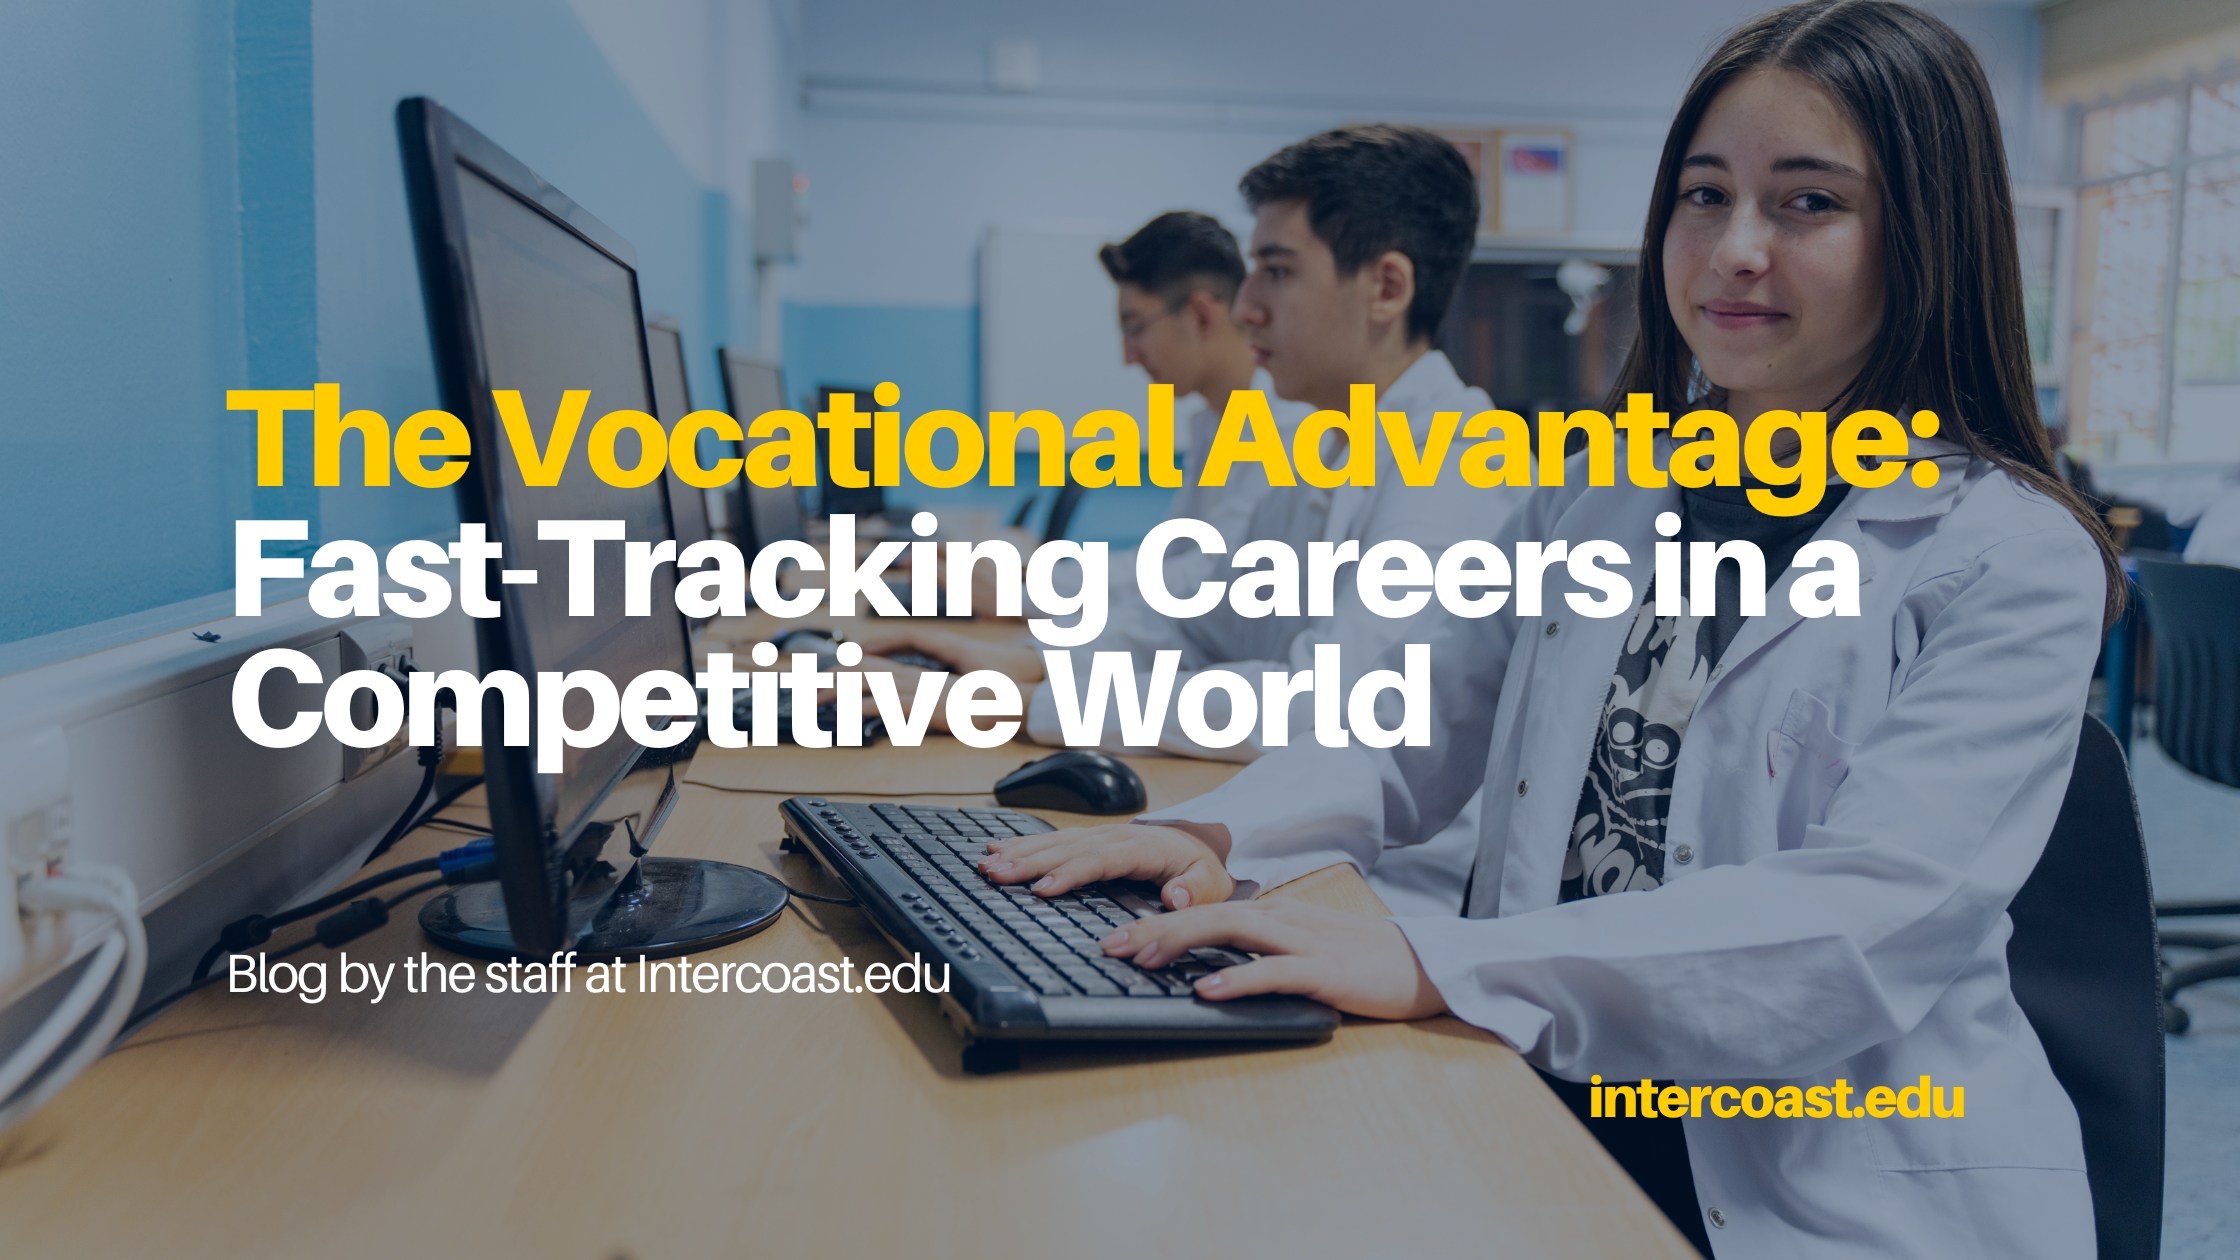 The Vocational Advantage:
Fast-Tracking Careers in a
Competitive World
Blog by the staff at Intercoast.edu
intercoast.edu